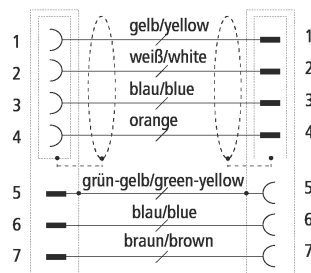 1 gelb/yellow 1
2 weiß/white 2
3 blau/blue 3
4 orange 4
5 grün-gelb/green-yellow 5
6 blau/blue 6
7 braun/brown 7